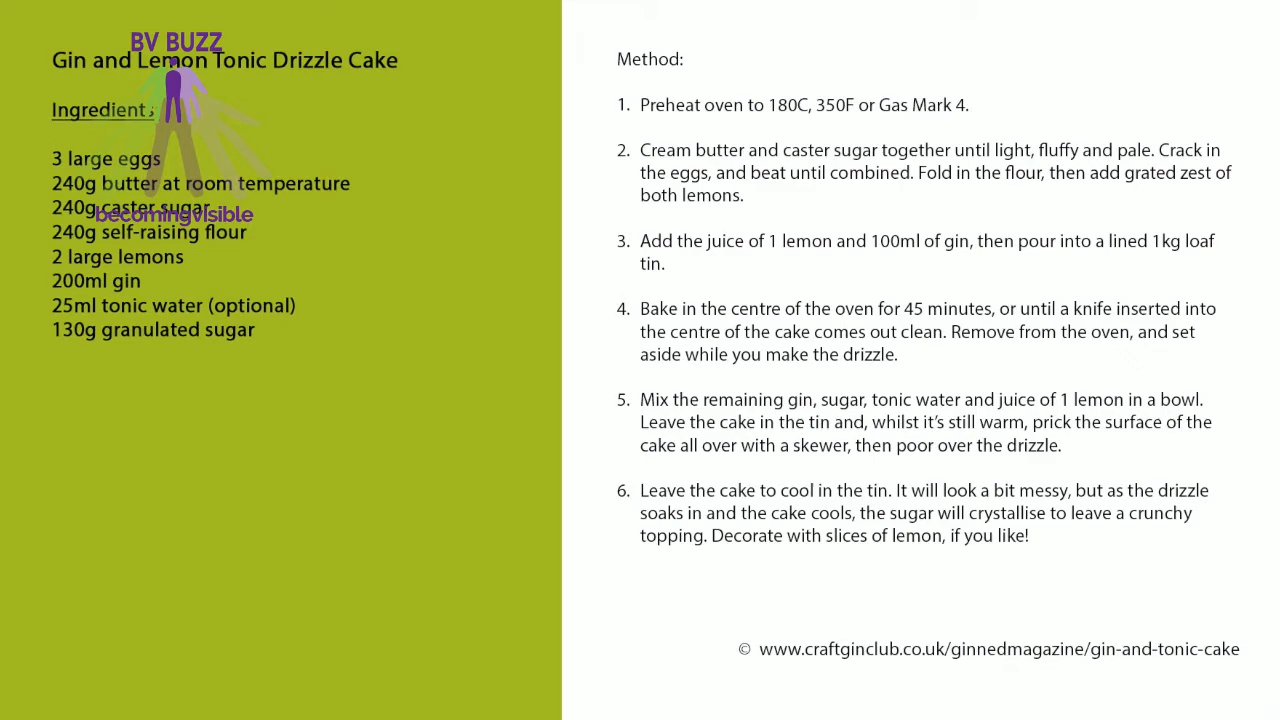 BV BUZZ
Gin and Lemon Tonic Drizzle Cake
Ingredients
3 large eggs
240g butter at room temperature
240g caster sugar
becomingvisible
240g self-raising flour
2 large lemons
200ml gin
25ml tonic water (optional)
130g granulated sugar
Method:
1. Preheat oven to 180C, 350F or Gas Mark 4.
2. Cream butter and caster sugar together until light, fluffy and pale. Crack in
the eggs, and beat until combined. Fold in the flour, then add grated zest of
both lemons.
3. Add the juice of 1 lemon and 100ml of gin, then pour into a lined 1kg loaf
tin.
4. Bake in the centre of the oven for 45 minutes, or until a knife inserted into
the centre of the cake comes out clean. Remove from the oven, and set
aside while you make the drizzle.
5. Mix the remaining gin, sugar, tonic water and juice of 1 lemon in a bowl.
Leave the cake in the tin and, whilst it's still warm, prick the surface of the
cake all over with a skewer, then poor over the drizzle.
6. Leave the cake to cool in the tin. It will look a bit messy, but as the drizzle
soaks in and the cake cools, the sugar will crystallise to leave a crunchy
topping. Decorate with slices of lemon, if you like!
© www.craftginclub.co.uk/ginnedmagazine/gin-and-tonic-cake